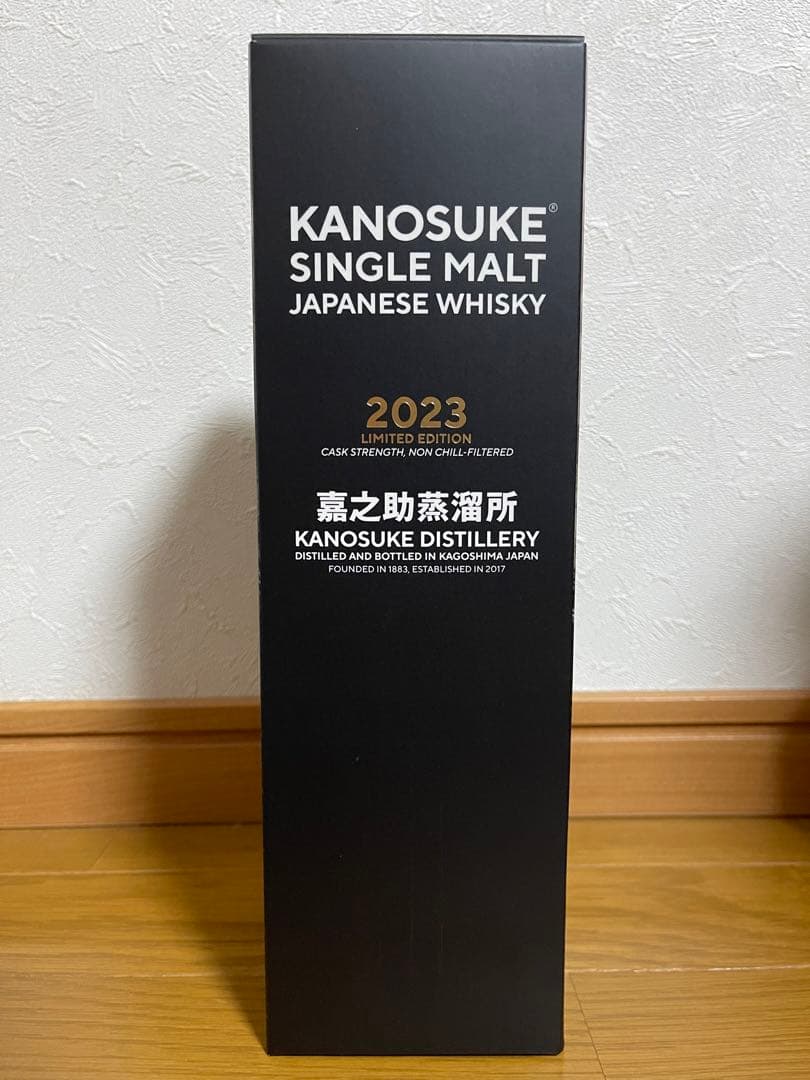 KANOSUKE®
SINGLE MALT
JAPANESE WHISKY
2023
LIMITED EDITION
CASK STRENGTH, NON CHILL-FILTERED
嘉之助蒸溜所
KANOSUKE DISTILLERY
DISTILLED AND BOTTLED IN KAGOSHIMA JAPAN
FOUNDED IN 1883, ESTABLISHED IN 2017